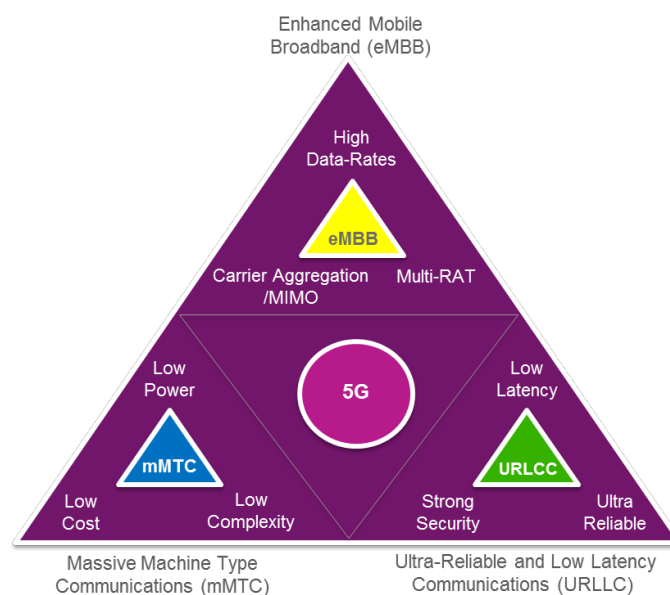 Enhanced Mobile
Broadband (eMBB)
High
Data-Rates
eMBB
Carrier Aggregation
/MIMO
Multi-RAT
5G
Low
Power
mMTC
Low
Cost
Low
Complexity
Low
Latency
URLCC
Strong
Security
Ultra
Reliable
Massive Machine Type
Communications (mMTC)
Ultra-Reliable and Low Latency
Communications (URLLC)